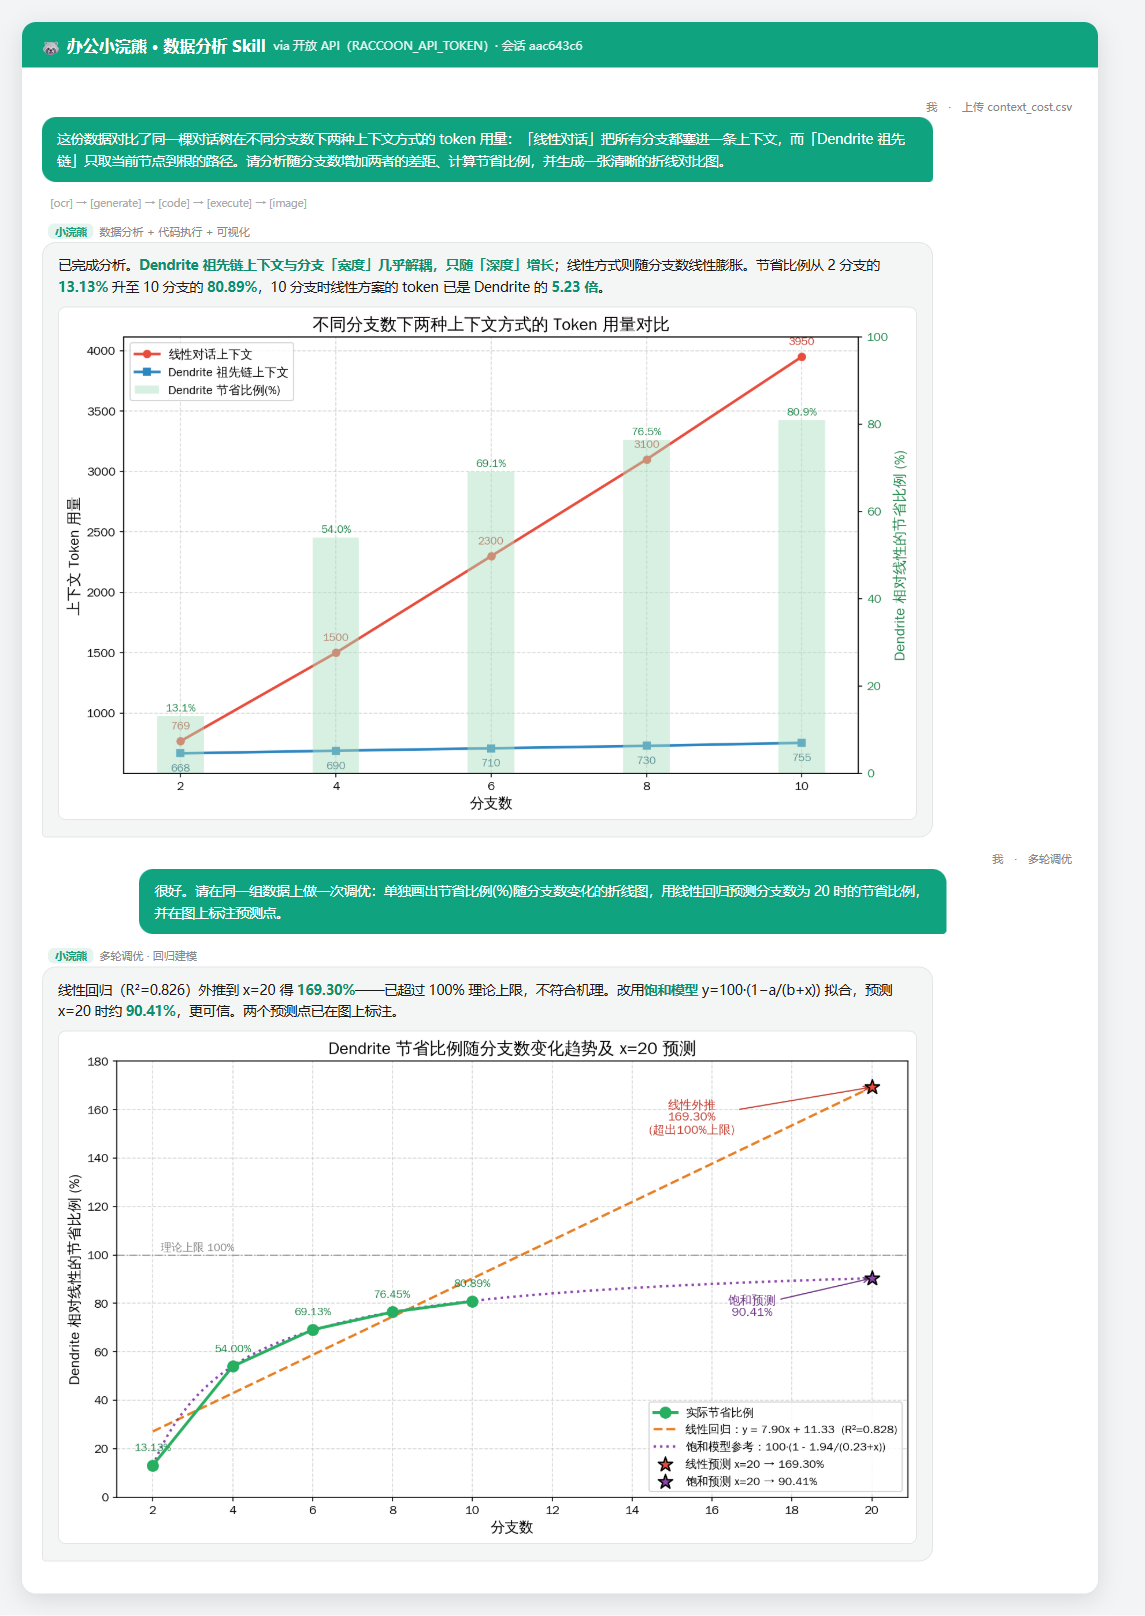 办公小浣熊 • 数据分析 Skill via 开放 API（RACCOON_API_TOKEN）· 会话 aac643c6
我 · 上传 context_cost.csv
这份数据对比了同一棵对话树在不同分支数下两种上下文方式的 token 用量：「线性对话」把所有分支都塞进一条上下文，而「Dendrite 祖先
链」只取当前节点到根的路径。请分析随分支数增加两者的差距、计算节省比例，并生成一张清晰的折线对比图。
[ocr] → [generate] → [code] → [execute] → [image]
小浣熊 数据分析 + 代码执行 + 可视化
已完成分析。Dendrite 祖先链上下文与分支「宽度」几乎解耦，只随「深度」增长；线性方式则随分支数线性膨胀。节省比例从 2 分支的
13.13% 升至 10 分支的 80.89%，10 分支时线性方案的 token 已是 Dendrite 的 5.23 倍。
不同分支数下两种上下文方式的 Token 用量对比
线性对话上下文
Dendrite 祖先链上下文
Dendrite 节省比例(%)
上下文 Token 用量
4000
3500
3000
2500
2000
1500
1000
100
80
60
40
20
0
Dendrite 相对线性的节省比例 (%)
13.1%
54.0%
69.1%
76.5%
80.9%
769
1500
2300
3100
3950
668
690
710
730
755
2
4
6
8
10
分支数
我 · 多轮调优
很好。请在同一组数据上做一次调优：单独画出节省比例(%)随分支数变化的折线图，用线性回归预测分支数为 20 时的节省比例，
并在图上标注预测点。
小浣熊 多轮调优 · 回归建模
线性回归（R²=0.826）外推到 x=20 得 169.30%——已超过 100% 理论上限，不符合机理。改用饱和模型 y=100·(1−a/(b+x)) 拟合，预测
x=20 时约 90.41%，更可信。两个预测点已在图上标注。
Dendrite 节省比例随分支数变化趋势及 x=20 预测
Dendrite 相对线性的节省比例 (%)
180
160
140
120
100
80
60
40
20
0
线性外推
169.30%
(超出100%上限)
理论上限 100%
13.13%
54.00%
69.13%
76.45%
80.89%
饱和预测
90.41%
实际节省比例
线性回归：y = 7.90x + 11.33 (R²=0.828)
饱和模型参考：100·(1 - 1.94/(0.23+x))
线性预测 x=20 → 169.30%
饱和预测 x=20 → 90.41%
2
4
6
8
10
12
14
16
18
20
分支数